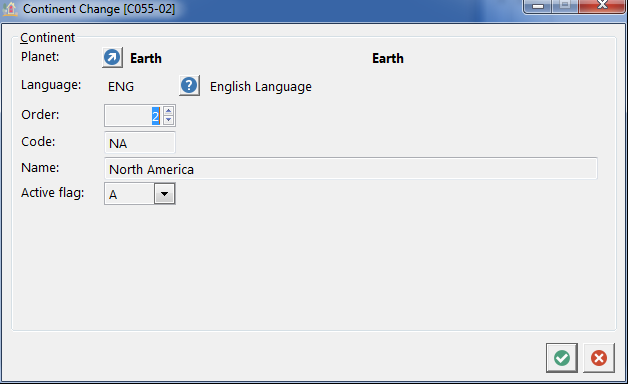 Continent Change [C055-02]
Continent
Planet: Earth Earth
Language: ENG English Language
Order: 2
Code: NA
Name: North America
Active flag: A